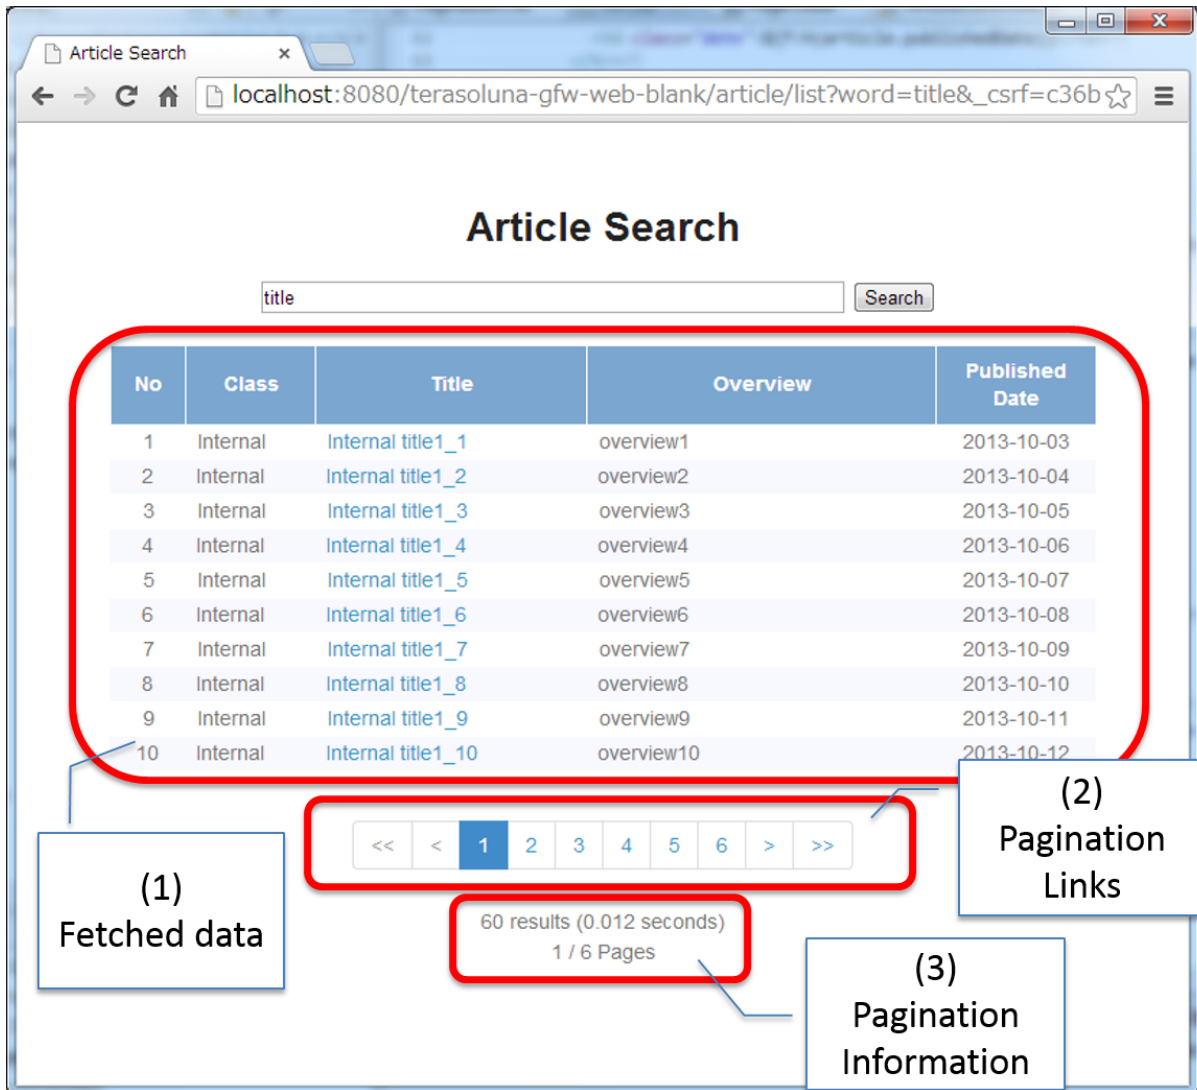 Article Search
localhost:8080/terasoluna-gfw-web-blank/article/list?word=title&_csrf=c36b
Article Search
title Search
No Class Title Overview Published Date
1 Internal Internal title1_1 overview1 2013-10-03
2 Internal Internal title1_2 overview2 2013-10-04
3 Internal Internal title1_3 overview3 2013-10-05
4 Internal Internal title1_4 overview4 2013-10-06
5 Internal Internal title1_5 overview5 2013-10-07
6 Internal Internal title1_6 overview6 2013-10-08
7 Internal Internal title1_7 overview7 2013-10-09
8 Internal Internal title1_8 overview8 2013-10-10
9 Internal Internal title1_9 overview9 2013-10-11
10 Internal Internal title1_10 overview10 2013-10-12
<< < 1 2 3 4 5 6 > >>
(2)
Pagination
Links
(1)
Fetched data
60 results (0.012 seconds)
1 / 6 Pages
(3)
Pagination
Information